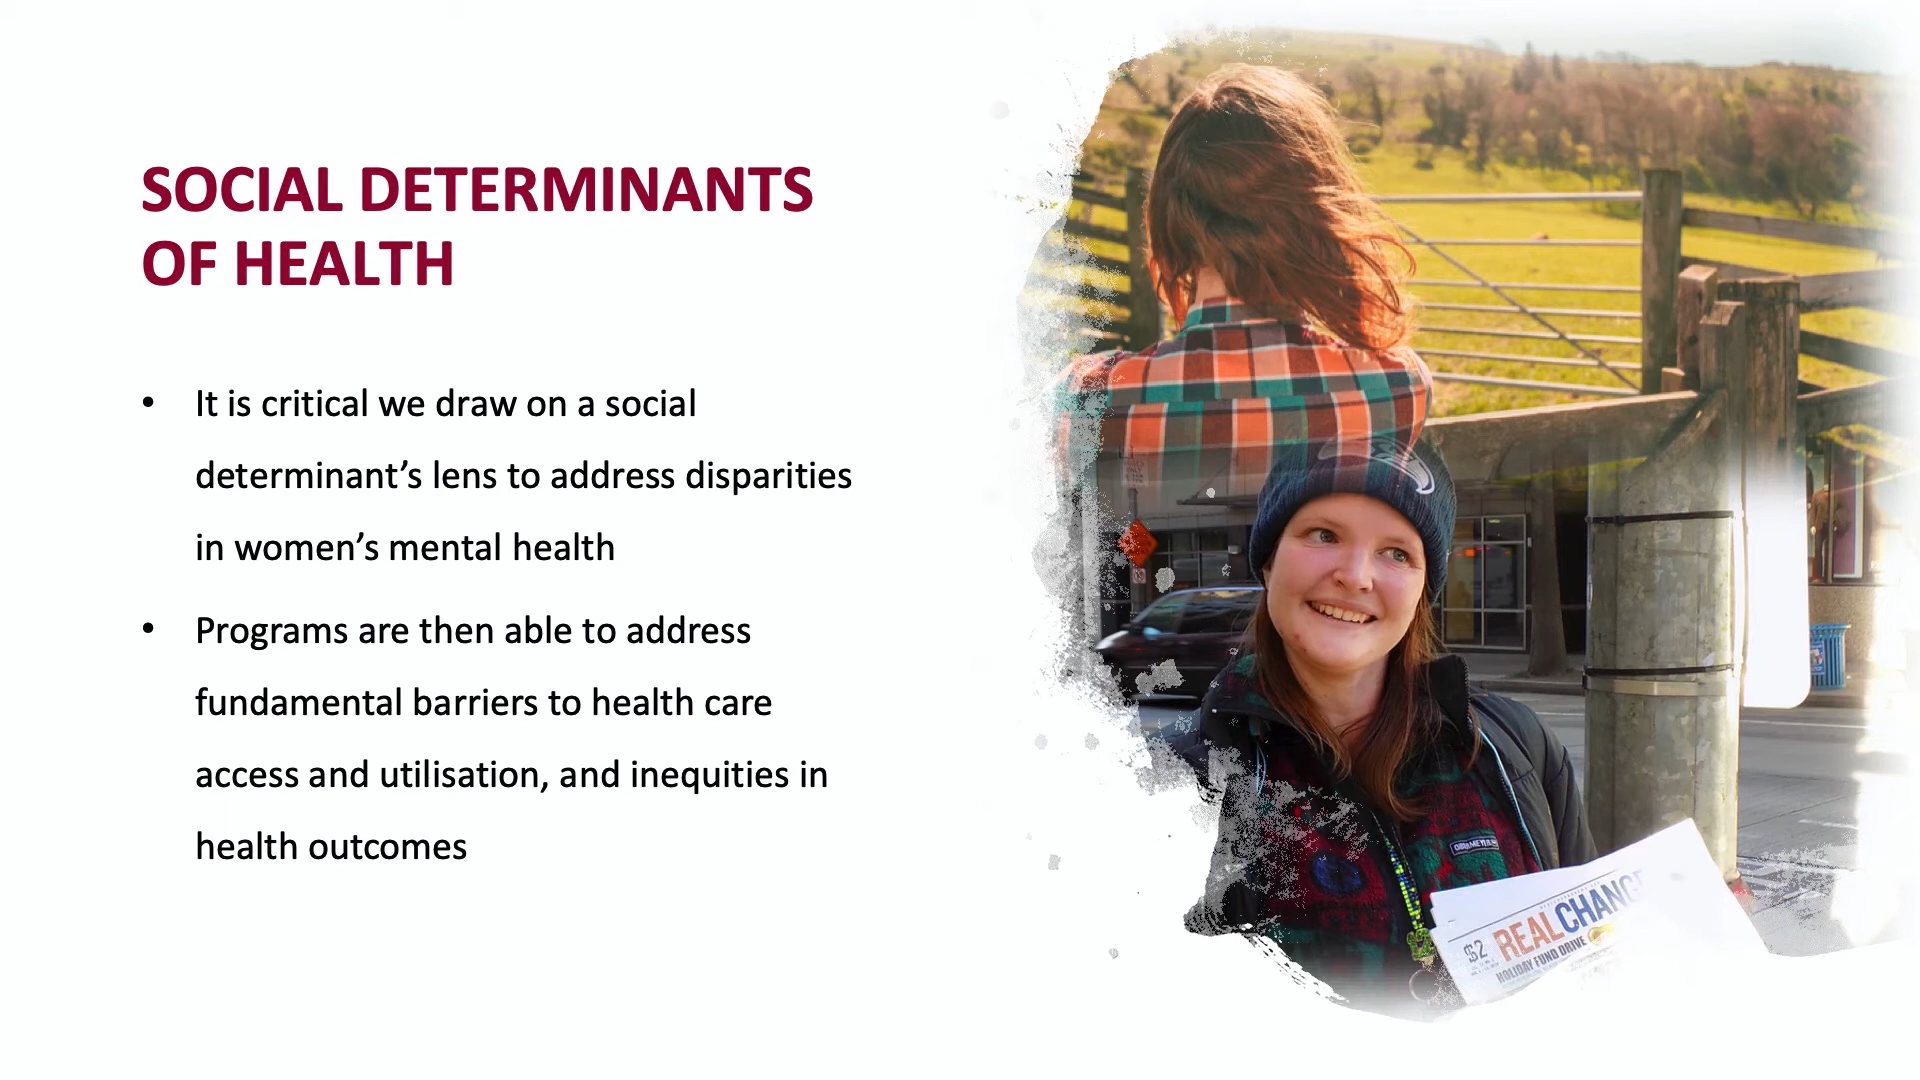 SOCIAL DETERMINANTS
OF HEALTH
• It is critical we draw on a social
determinant’s lens to address disparities
in women’s mental health
• Programs are then able to address
fundamental barriers to health care
access and utilisation, and inequities in
health outcomes
OBERMEYER
$2
REALCHANGE
HOLIDAY FUND DRIVE